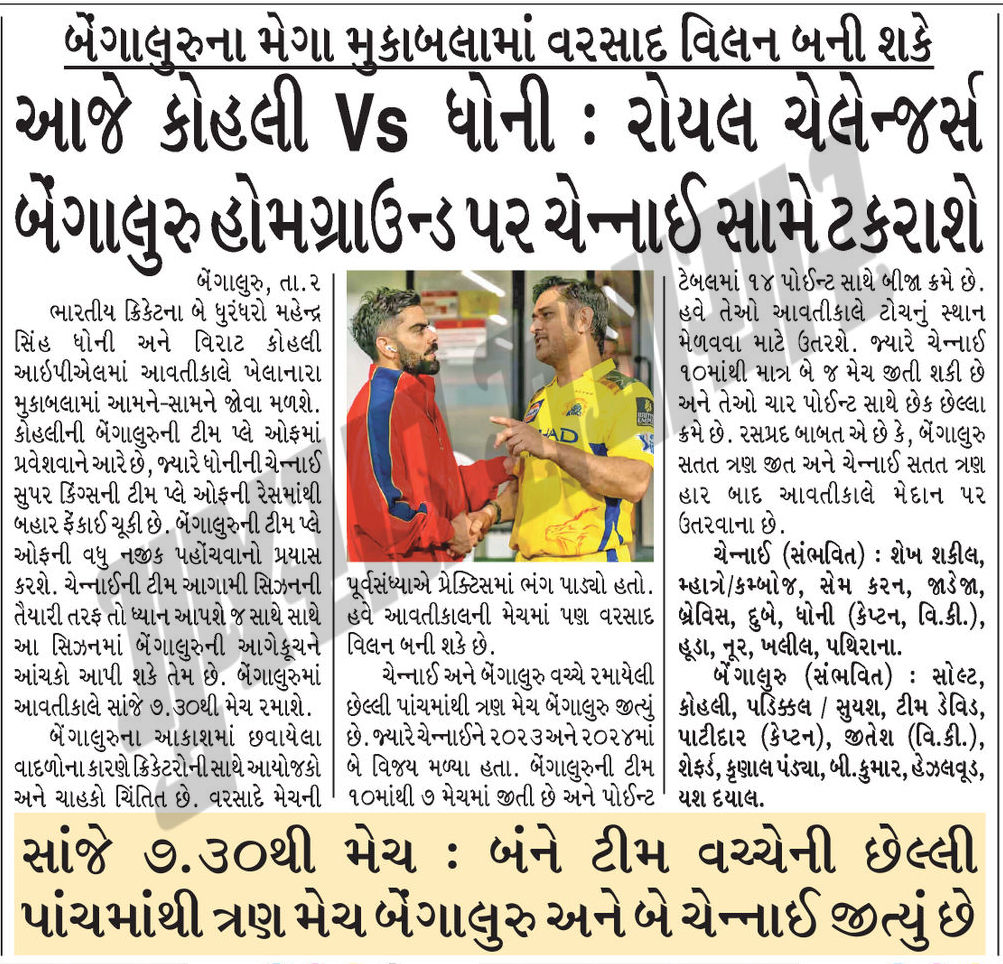 બેંગાલુરુના મેગા મુકાબલામાં વરસાદ વિલન બની શકે
આજે કોહલી Vs ધોની : રોયલ ચેલેન્જર્સ
બેંગાલુરુ હોમગ્રાઉન્ડ પર ચેન્નાઈ સામે ટકરાશે
બેંગાલુરુ, તા.૨
ભારતીય ક્રિકેટના બે ધુરંધરો મહેન્દ્ર
સિંહ ધોની અને વિરાટ કોહલી
આઇપીએલમાં આવતીકાલે ખેલાનારા
મુકાબલામાં આમને-સામને જોવા મળશે.
કોહલીની બેંગાલુરુની ટીમ પ્લે ઓફમાં
પ્રવેશવાને આરે છે, જ્યારે ધોનીની ચેન્નાઈ
સુપર કિંગ્સની ટીમ પ્લે ઓફની રેસમાંથી
બહાર ફેંકાઈ ચૂકી છે. બેંગાલુરુની ટીમ પ્લે
ઓફની વધુ નજીક પહોંચવાનો પ્રયાસ
કરશે. ચેન્નાઈની ટીમ આગામી સિઝનની
તૈયારી તરફ તો ધ્યાન આપશે જ સાથે સાથે
આ સિઝનમાં બેંગાલુરુની આગેકૂચને
આંચકો આપી શકે તેમ છે. બેંગાલુરુમાં
આવતીકાલે સાંજે ૭.૩૦થી મેચ રમાશે.
બેંગાલુરુના આકાશમાં છવાયેલા
વાદળોના કારણે ક્રિકેટરોની સાથે આયોજકો
અને ચાહકો ચિંતિત છે. વરસાદે મેચની
પૂર્વસંધ્યાએ પ્રેક્ટિસમાં ભંગ પાડ્યો હતો.
હવે આવતીકાલની મેચમાં પણ વરસાદ
વિલન બની શકે છે.
ચેન્નાઈ અને બેંગાલુરુ વચ્ચે રમાયેલી
છેલ્લી પાંચમાંથી ત્રણ મેચ બેંગાલુરુ જીત્યું
છે. જ્યારે ચેન્નાઈને ૨૦૨૩ અને ૨૦૨૪માં
બે વિજય મળ્યા હતા. બેંગાલુરુની ટીમ
૧૦માંથી ૭ મેચમાં જીતી છે અને પોઈન્ટ
ટેબલમાં ૧૪ પોઈન્ટ સાથે બીજા ક્રમે છે.
હવે તેઓ આવતીકાલે ટોચનું સ્થાન
મેળવવા માટે ઉતરશે. જ્યારે ચેન્નાઈ
૧૦માંથી માત્ર બે જ મેચ જીતી શકી છે
અને તેઓ ચાર પોઈન્ટ સાથે છેક છેલ્લા
ક્રમે છે. રસપ્રદ બાબત એ છે કે, બેંગાલુરુ
સતત ત્રણ જીત અને ચેન્નાઈ સતત ત્રણ
હાર બાદ આવતીકાલે મેદાન પર
ઉતરવાના છે.
ચેન્નાઈ (સંભવિત) : શેખ શકીલ,
મ્હાત્રો/કમ્બોજ, સેમ કરન, જાડેજા,
બ્રેવિસ, દુબે, ધોની (કેપ્ટન, વિ.કી.),
હૂડા, નૂર, ખલીલ, પથિરાના.
બેંગાલુરુ (સંભવિત) : સોલ્ટ,
કોહલી, પડિક્કલ / સુયશ, ટીમ ડેવિડ,
પાટીદાર (કેપ્ટન), જીતેશ (વિ.કી.),
શેફર્ડ, કૃણાલ પંડ્યા, બી.કુમાર, હેઝલવૂડ,
યશ દયાલ.
સાંજે ૭.૩૦થી મેચ : બંને ટીમ વચ્ચેની છેલ્લી
પાંચમાંથી ત્રણ મેચ બેંગાલુરુ અને બે ચેન્નાઈ જીત્યું છે